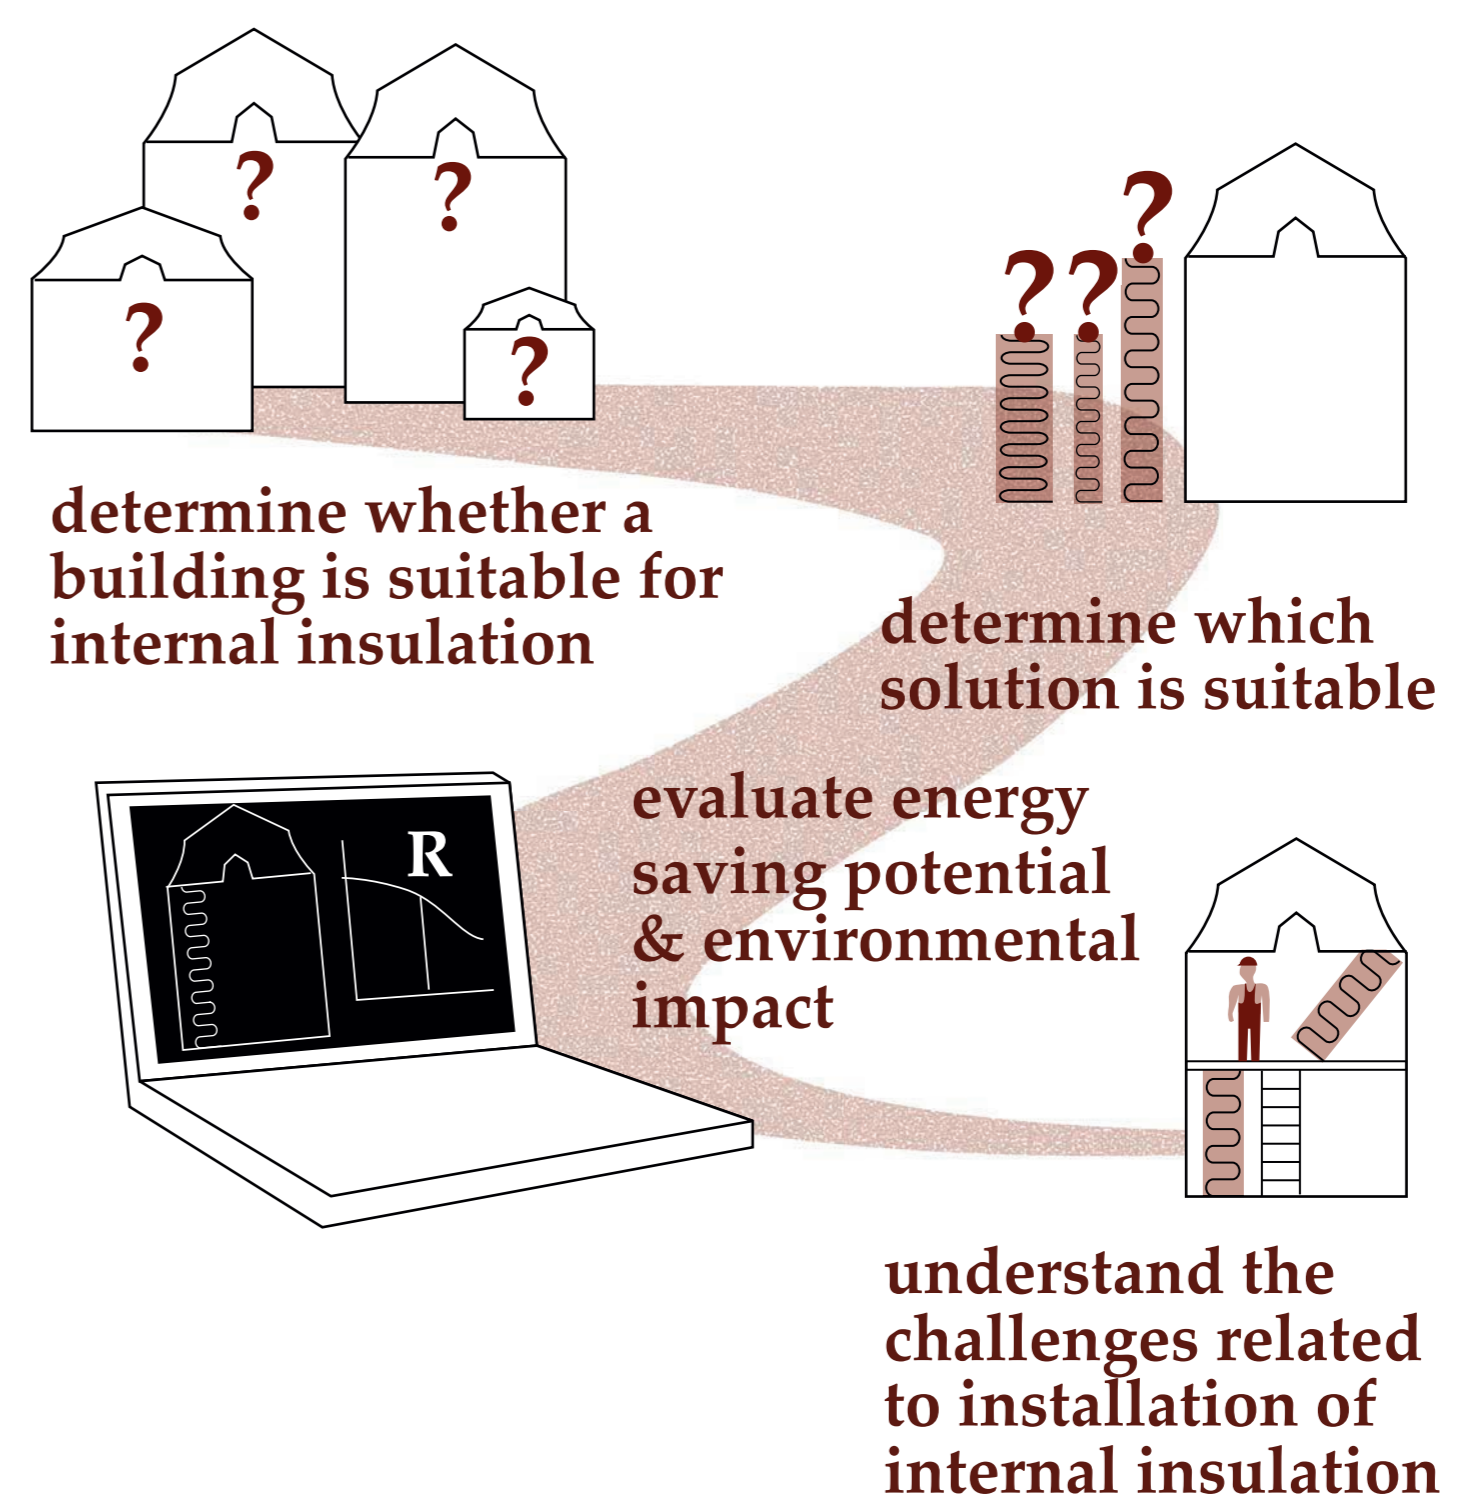 ?
?
?
?
determine whether a
building is suitable for
internal insulation
? ? ?
determine which
solution is suitable
R
evaluate energy
saving potential
& environmental
impact
understand the
challenges related
to installation of
internal insulation